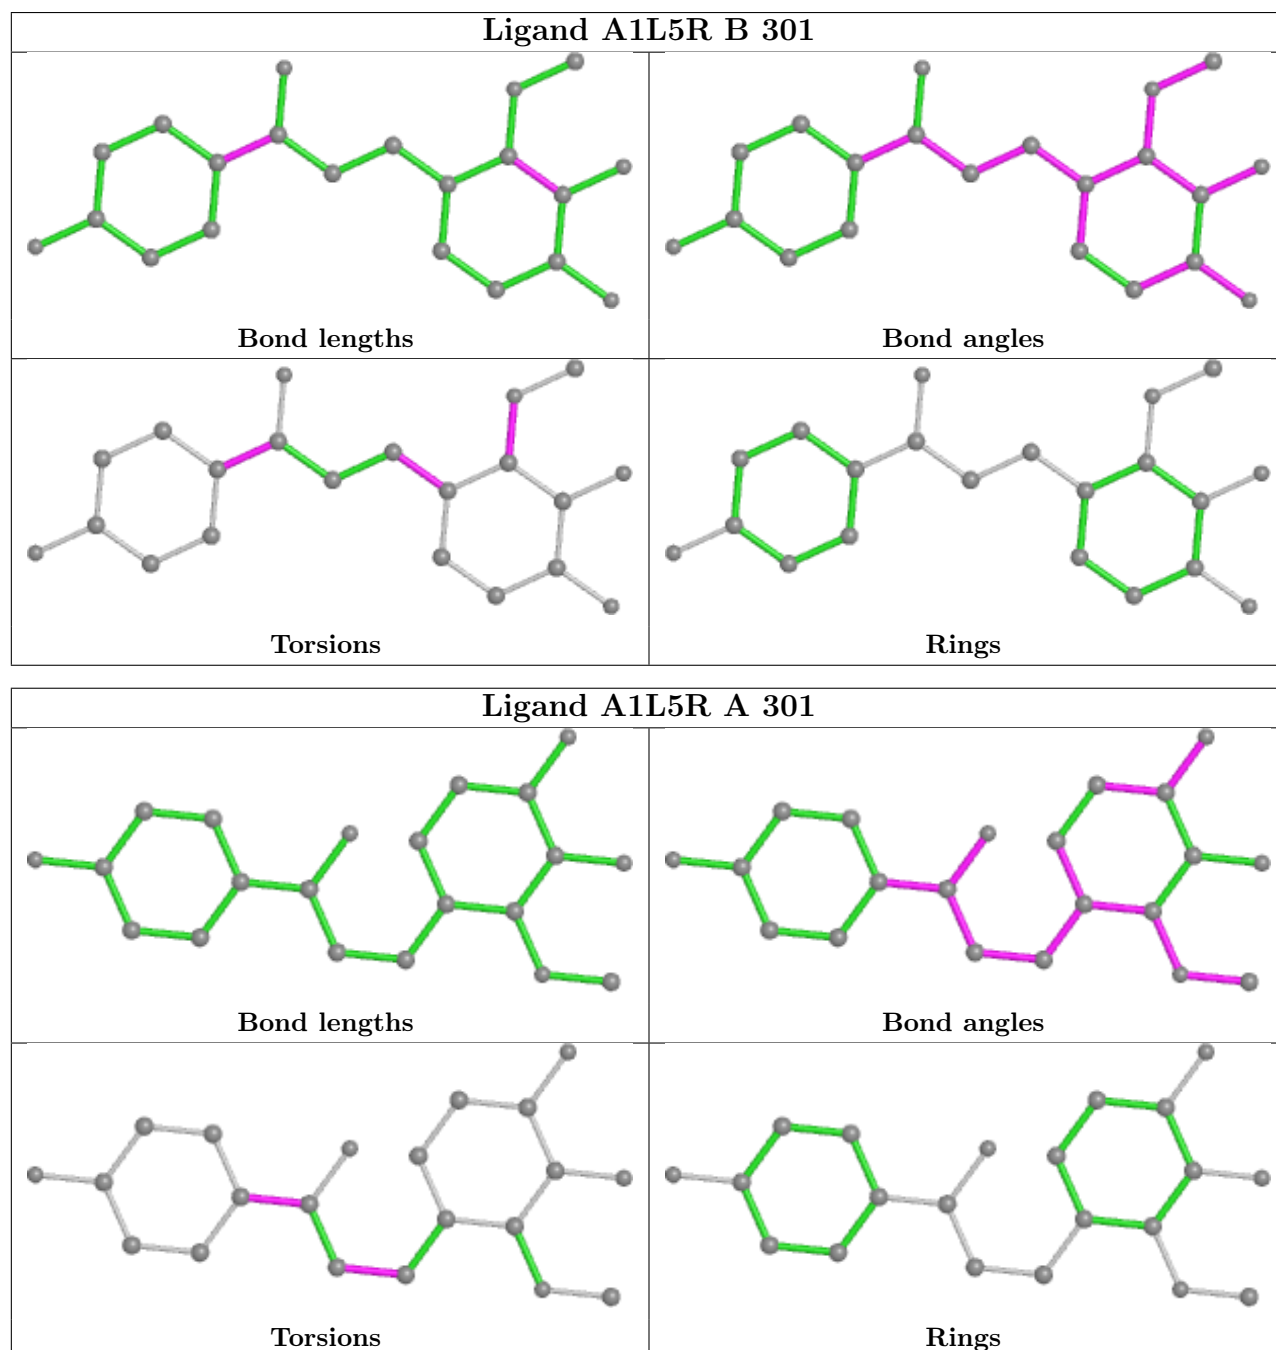 Ligand A1L5R B 301
Bond lengths
Bond angles
Torsions
Rings
Ligand A1L5R A 301
Bond lengths
Bond angles
Torsions
Rings